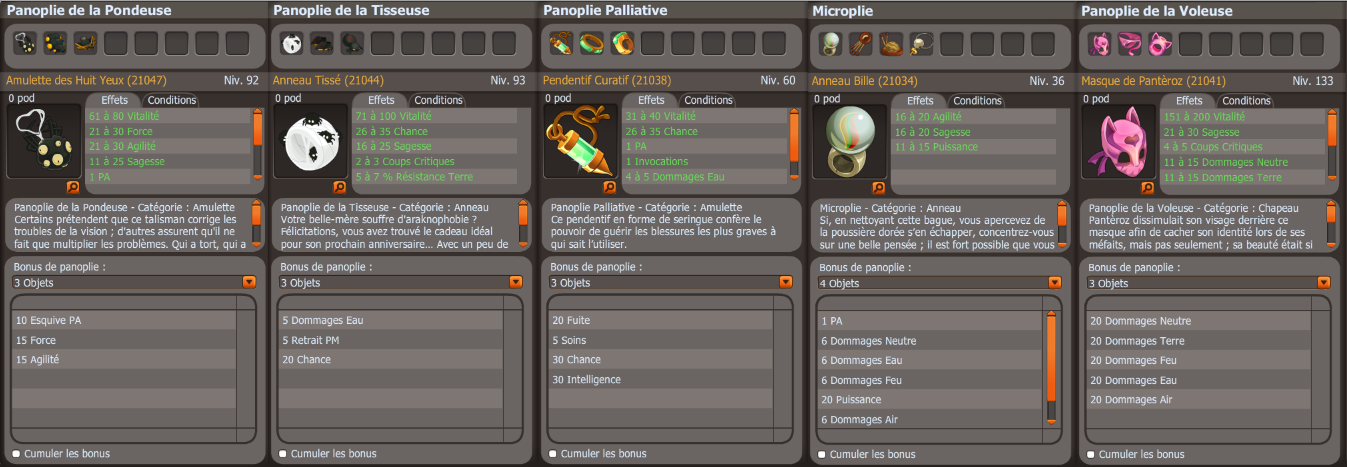 Panoplie de la Pondeuse
Amulette des Huit Yeux (21047) Niv. 92
0 pod
Effets Conditions
61 à 80 Vitalité
21 à 30 Force
21 à 30 Agilité
11 à 25 Sagesse
1 PA
Panoplie de la Pondeuse - Catégorie : Amulette
Certains prétendent que ce talisman corrige les
troubles de la vision ; d'autres assurent qu'il ne
fait que multiplier les problèmes. Qui a tort, qui a
Bonus de panoplie :
3 Objets
10 Esquive PA
15 Force
15 Agilité
Cumuler les bonus
Panoplie de la Tisseuse
Anneau Tissé (21044) Niv. 93
0 pod
Effets Conditions
71 à 100 Vitalité
26 à 35 Chance
16 à 25 Sagesse
2 à 3 Coups Critiques
5 à 7 % Résistance Terre
Panoplie de la Tisseuse - Catégorie : Anneau
Votre belle-mère souffre d'araknophobie ?
Félicitations, vous avez trouvé le cadeau idéal
pour son prochain anniversaire... Avec un peu de
Bonus de panoplie :
3 Objets
5 Dommages Eau
5 Retrait PM
20 Chance
Cumuler les bonus
Panoplie Palliative
Pendentif Curatif (21038) Niv. 60
0 pod
Effets Conditions
31 à 40 Vitalité
26 à 35 Chance
1 PA
1 Invocations
4 à 5 Dommages Eau
Panoplie Palliative - Catégorie : Amulette
Ce pendentif en forme de seringue confère le
pouvoir de guérir les blessures les plus graves à
qui sait l'utiliser.
Bonus de panoplie :
3 Objets
20 Fuite
5 Soins
30 Chance
30 Intelligence
Cumuler les bonus
Microplie
Anneau Bille (21034) Niv. 36
0 pod
Effets Conditions
16 à 20 Agilité
16 à 20 Sagesse
11 à 15 Puissance
Microplie - Catégorie : Anneau
Si, en nettoyant cette bague, vous apercevez de
la poussière dorée s'en échapper, concentrez-vous
sur une belle pensée ; il est fort possible que vous
Bonus de panoplie :
4 Objets
1 PA
6 Dommages Neutre
6 Dommages Eau
6 Dommages Feu
20 Puissance
6 Dommages Air
Cumuler les bonus
Panoplie de la Voleuse
Masque de Pantèroz (21041) Niv. 133
0 pod
Effets Conditions
151 à 200 Vitalité
21 à 30 Sagesse
4 à 5 Coups Critiques
11 à 15 Dommages Neutre
11 à 15 Dommages Terre
Panoplie de la Voleuse - Catégorie : Chapeau
Pantèroz dissimulait son visage derrière ce
masque afin de cacher son identité lors de ses
méfaits, mais pas seulement ; sa beauté était si
Bonus de panoplie :
3 Objets
20 Dommages Neutre
20 Dommages Terre
20 Dommages Feu
20 Dommages Eau
20 Dommages Air
Cumuler les bonus